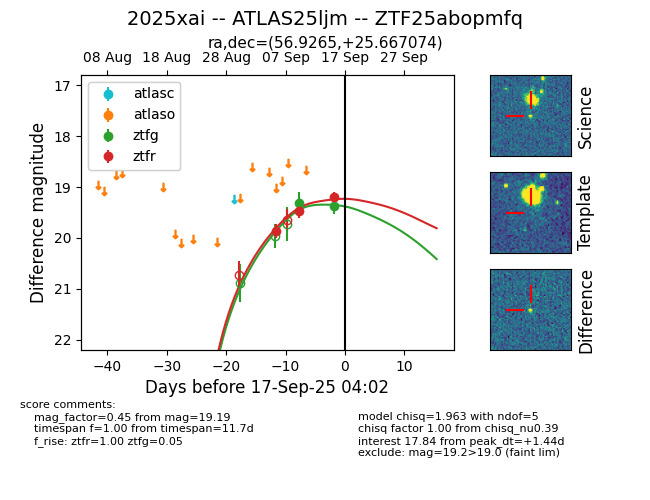 2025xai -- ATLAS25ljm -- ZTF25abopmfq
ra,dec=(56.9265,+25.667074)
08 Aug 18 Aug 28 Aug 07 Sep 17 Sep 27 Sep
atlasc
atlaso
ztfg
ztfr
17
18
19
20
21
22
Difference magnitude
−40 −30 −20 −10 0 10
Days before 17-Sep-25 04:02
Science
Template
Difference
score comments:
mag_factor=0.45 from mag=19.19
timespan f=1.00 from timespan=11.7d
f_rise: ztfr=1.00 ztfg=0.05
model chisq=1.963 with ndof=5
chisq factor 1.00 from chisq_nu0.39
interest 17.84 from peak_dt=+1.44d
exclude: mag=19.2>19.0 (faint lim)